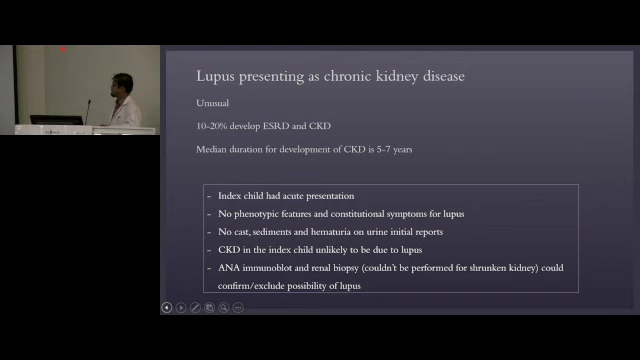 Lupus presenting as chronic kidney disease
Unusual
10-20% develop ESRD and CKD
Median duration for development of CKD is 5-7 years
- Index child had acute presentation
- No phenotypic features and constitutional symptoms for lupus
- No cast, sediments and hematuria on urine initial reports
- CKD in the index child unlikely to be due to lupus
- ANA immunoblot and renal biopsy (couldn't be performed for shrunken kidney) could
confirm/exclude possibility of lupus